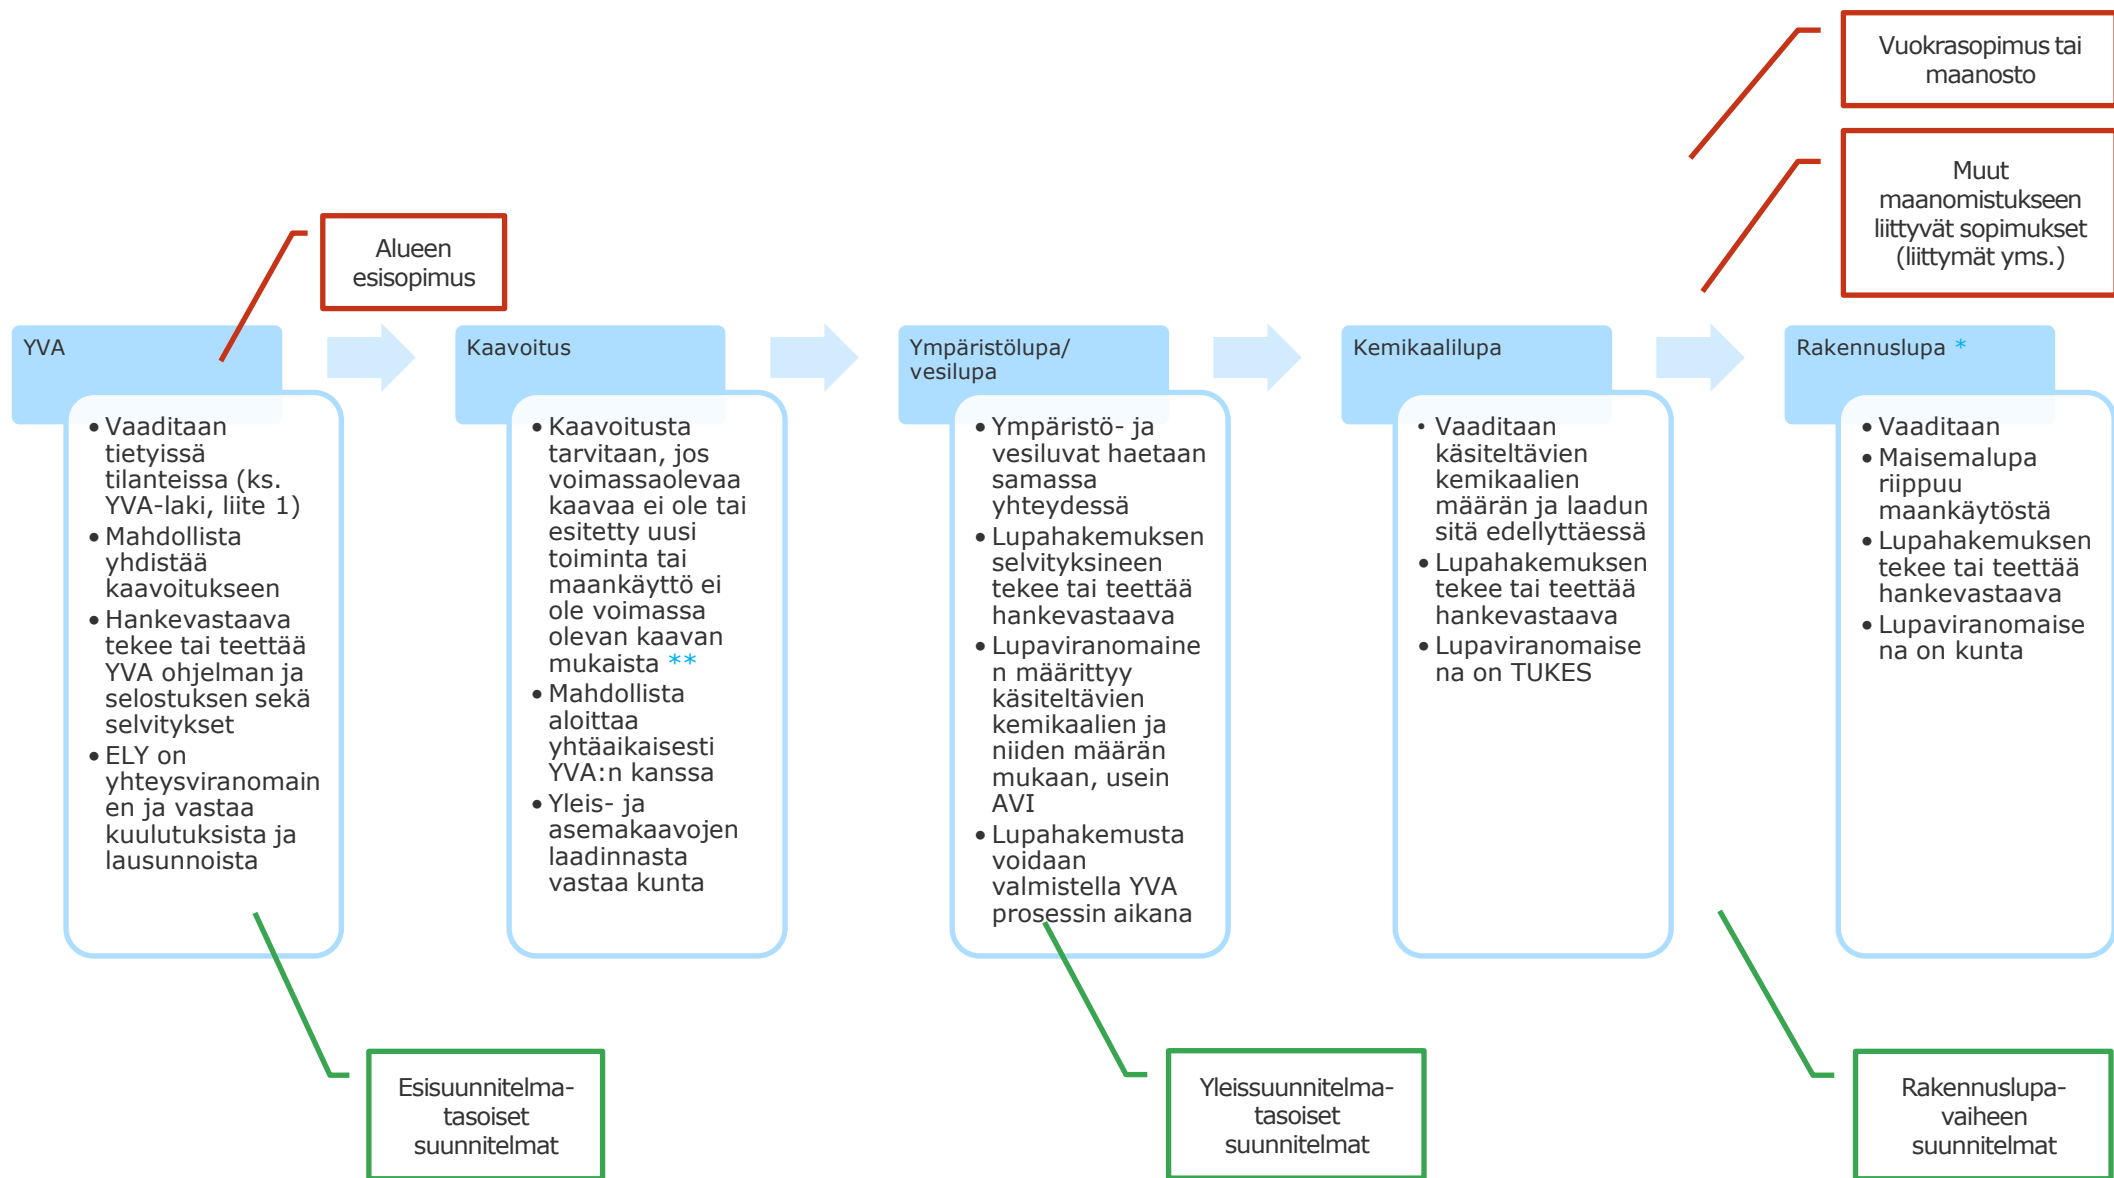 Vuokrasopimus tai
maanosto
Muut
maanomistukseen
liittyvät sopimukset
(liittymät yms.)
Alueen
esisopimus
YVA
• Vaaditaan
tietyissä
tilanteissa (ks.
YVA-laki, liite 1)
• Mahdollista
yhdistää
kaavoitukseen
• Hankevastaava
tekee tai teettää
YVA ohjelman ja
selostuksen sekä
selvitykset
• ELY on
yhteysviranomain
en ja vastaa
kuulutuksista ja
lausunnoista
Kaavoitus
• Kaavoitusta
tarvitaan, jos
voimassaolevaa
kaavaa ei ole tai
esitetty uusi
toiminta tai
maankäyttö ei
ole voimassa
olevan kaavan
mukaista **
• Mahdollista
aloittaa
yhtäaikaisesti
YVA:n kanssa
• Yleis- ja
asemakaavojen
laadinnasta
vastaa kunta
Ympäristölupa/
vesilupa
• Ympäristö- ja
vesiluvat haetaan
samassa
yhteydessä
• Lupahakemuksen
selvityksineen
tekee tai teettää
hankevastaava
• Lupaviranomaine
n määrittyy
käsiteltävien
kemikaalien ja
niiden määrän
mukaan, usein
AVI
• Lupahakemusta
voidaan
valmistella YVA
prosessin aikana
Kemikaalilupa
• Vaaditaan
käsiteltävien
kemikaalien
määrän ja laadun
sitä edellyttäessä
• Lupahakemuksen
tekee tai teettää
hankevastaava
• Lupaviranomaise
na on TUKES
Rakennuslupa *
• Vaaditaan
• Maisemalupa
riippuu
maankäytöstä
• Lupahakemuksen
tekee tai teettää
hankevastaava
• Lupaviranomaise
na on kunta
Esisuunnitelma-
tasoiset
suunnitelmat
Yleissuunnitelma-
tasoiset
suunnitelmat
Rakennuslupa-
vaiheen
suunnitelmat